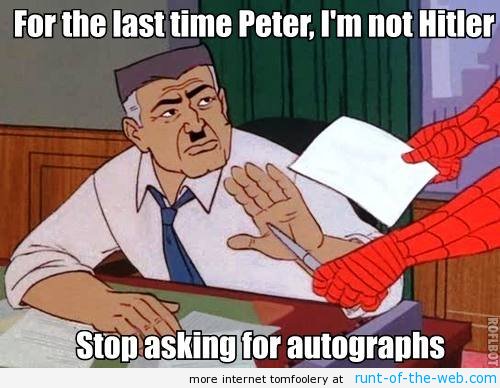 For the last time Peter, I'm not Hitler
Stop asking for autographs
ROFLBOT
more internet tomfoolery at runt-of-the-web.com